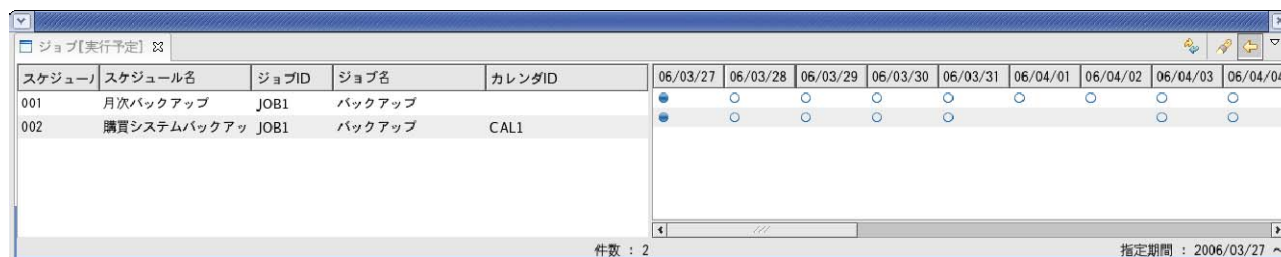 ジョブ[実行予定]
スケジュール スケジュール名 ジョブID ジョブ名 カレンダID 06/03/27 06/03/28 06/03/29 06/03/30 06/03/31 06/04/01 06/04/02 06/04/03 06/04/04
001 月次バックアップ JOB1 バックアップ
002 購買システムバックアッ JOB1 バックアップ CAL1
件数 : 2 指定期間 : 2006/03/27 ~